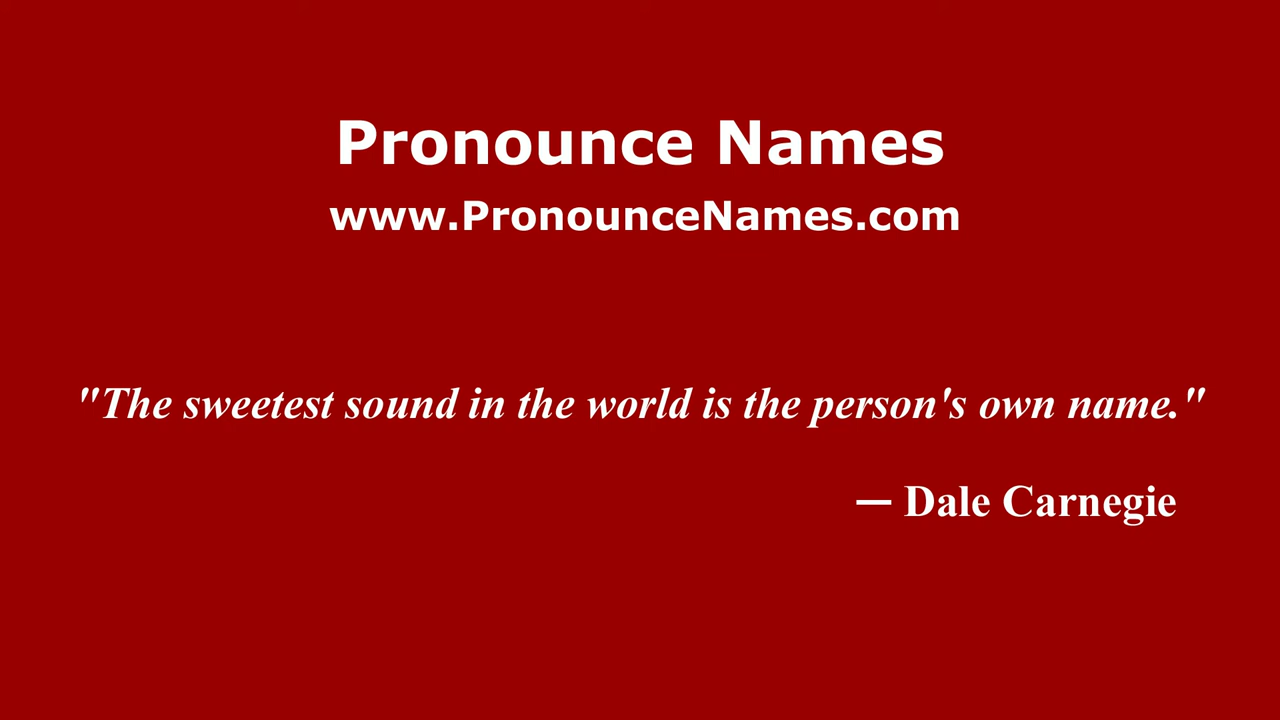 Pronounce Names
www.PronounceNames.com
"The sweetest sound in the world is the person's own name."
— Dale Carnegie